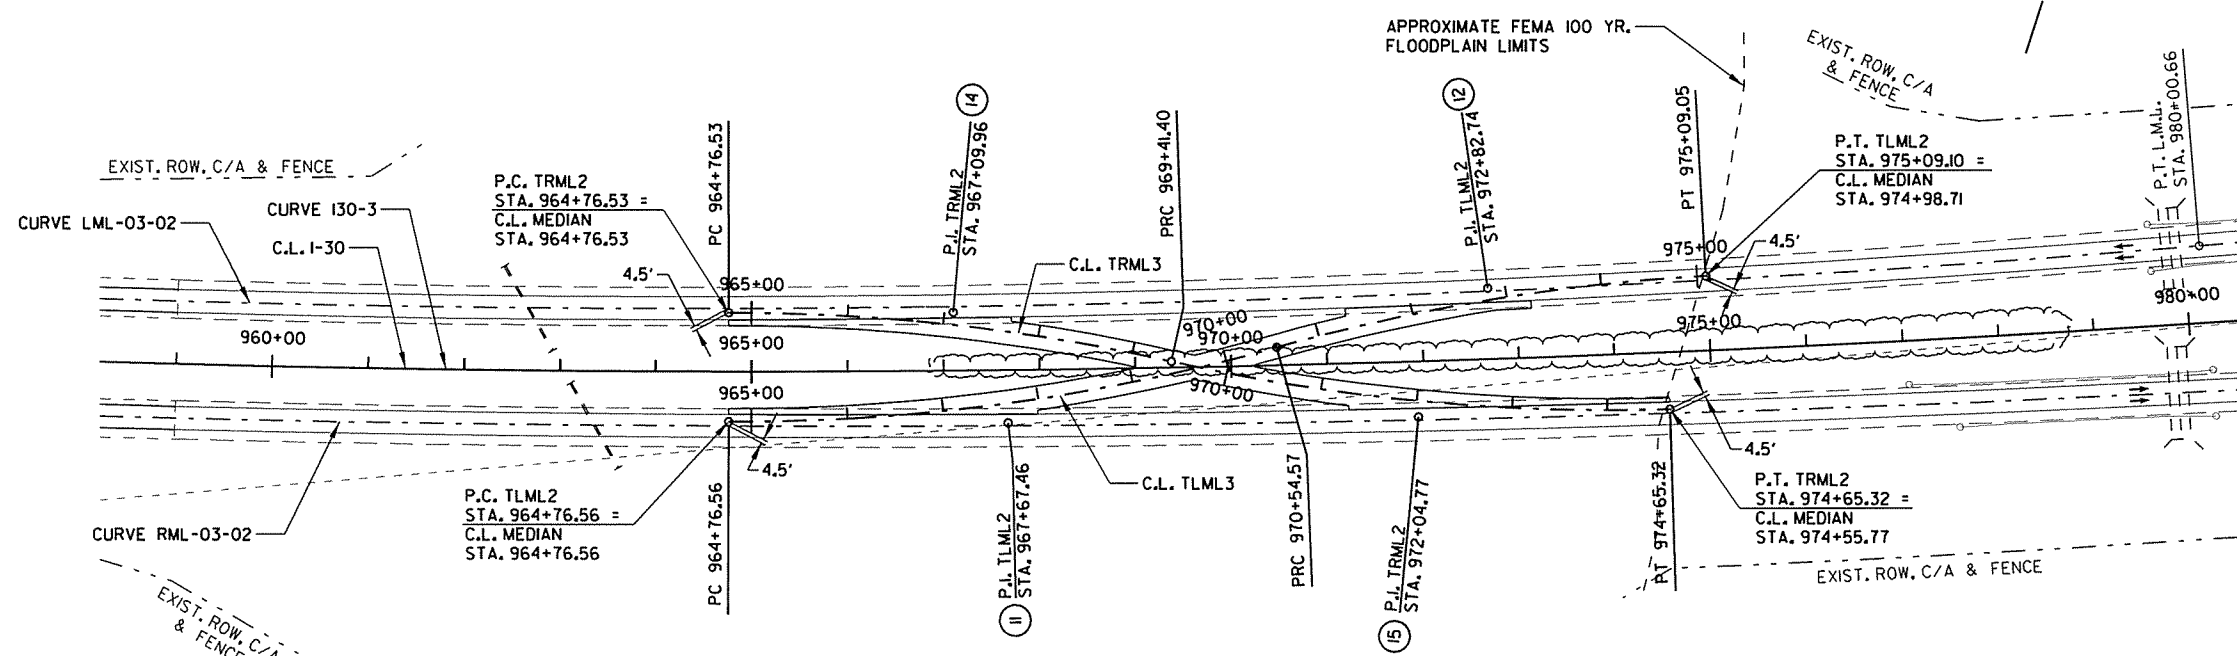 APPROXIMATE FEMA 100 YR.
FLOODPLAIN LIMITS
EXIST. ROW, C/A
& FENCE
EXIST. ROW, C/A & FENCE
CURVE LML-03-02
CURVE I30-3
C.L. I-30
P.C. TRML2
STA. 964+76.53 =
C.L. MEDIAN
STA. 964+76.53
4.5'
PC 964+76.53
14
P.I. TRML2
STA. 967+09.96
PRC 969+41.40
C.L. TRML3
12
P.I. TLML2
STA. 972+82.74
PT 975+09.05
P.T. TLML2
STA. 975+09.10 =
C.L. MEDIAN
STA. 974+98.71
4.5'
P.T. L.M.L.
STA. 980+00.66
965+00
975+00
960+00
965+00
970+00
970+00
975+00
980+00
965+00
970+00
CURVE RML-03-02
P.C. TLML2
STA. 964+76.56 =
C.L. MEDIAN
STA. 964+76.56
4.5'
PC 964+76.56
P.I. TLML2
STA. 967+67.46
11
C.L. TLML3
PRC 970+54.57
P.I. TRML2
STA. 972+04.77
15
PT 974+65.32
4.5'
P.T. TRML2
STA. 974+65.32 =
C.L. MEDIAN
STA. 974+55.77
EXIST. ROW, C/A & FENCE
EXIST. ROW, C/A
& FENCE